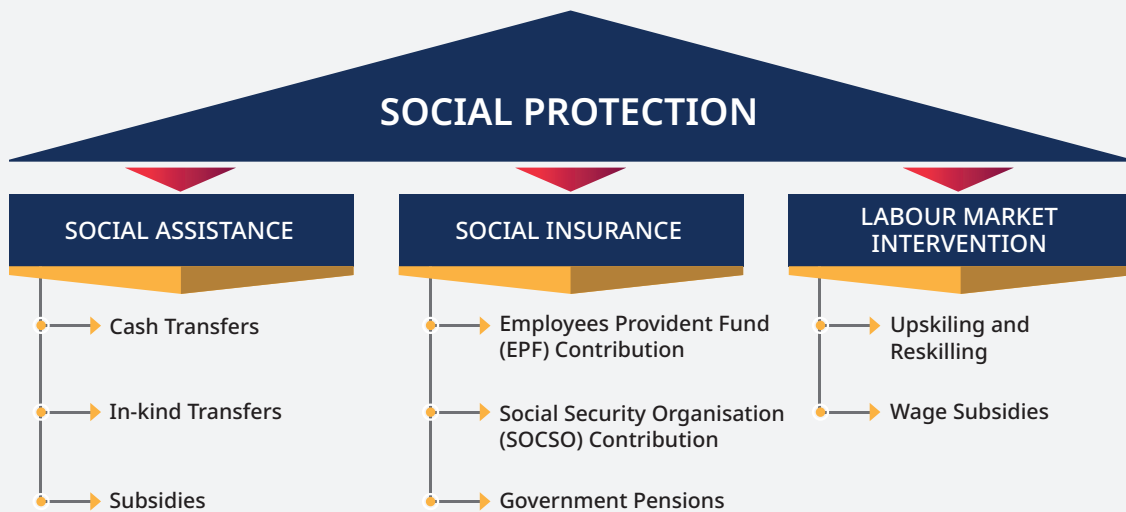 SOCIAL PROTECTION
SOCIAL ASSISTANCE
Cash Transfers
In-kind Transfers
Subsidies
SOCIAL INSURANCE
Employees Provident Fund
(EPF) Contribution
Social Security Organisation
(SOCSO) Contribution
Government Pensions
LABOUR MARKET
INTERVENTION
Upskiling and
Reskilling
Wage Subsidies